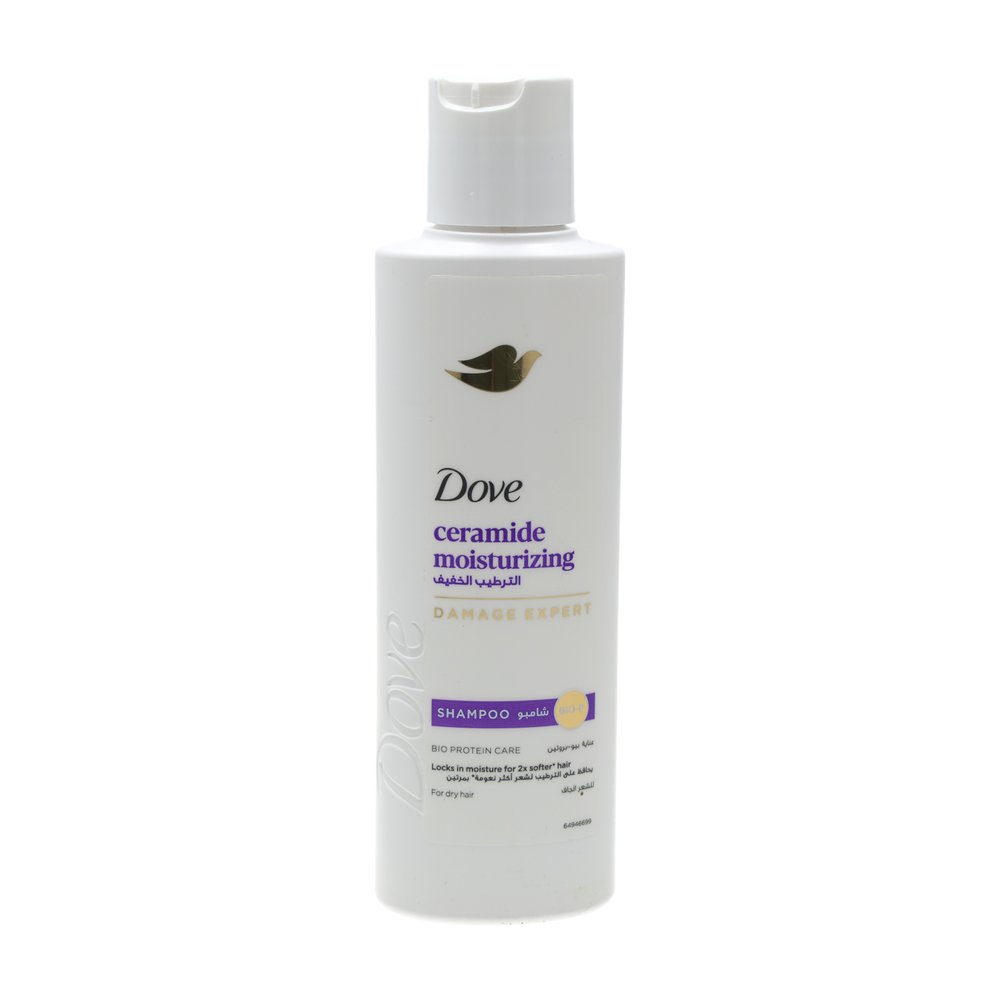 Dove
ceramide
moisturizing
الترطيب الخفيف
DAMAGE EXPERT
Dove
SHAMPOO شامبو
BIO PROTEIN CARE عناية بيو-بروتين
Locks in moisture for 2x softer* hair
يحافظ على الترطيب لشعر أكثر نعومة* بمرتين
For dry hair للشعر الجاف
64946699